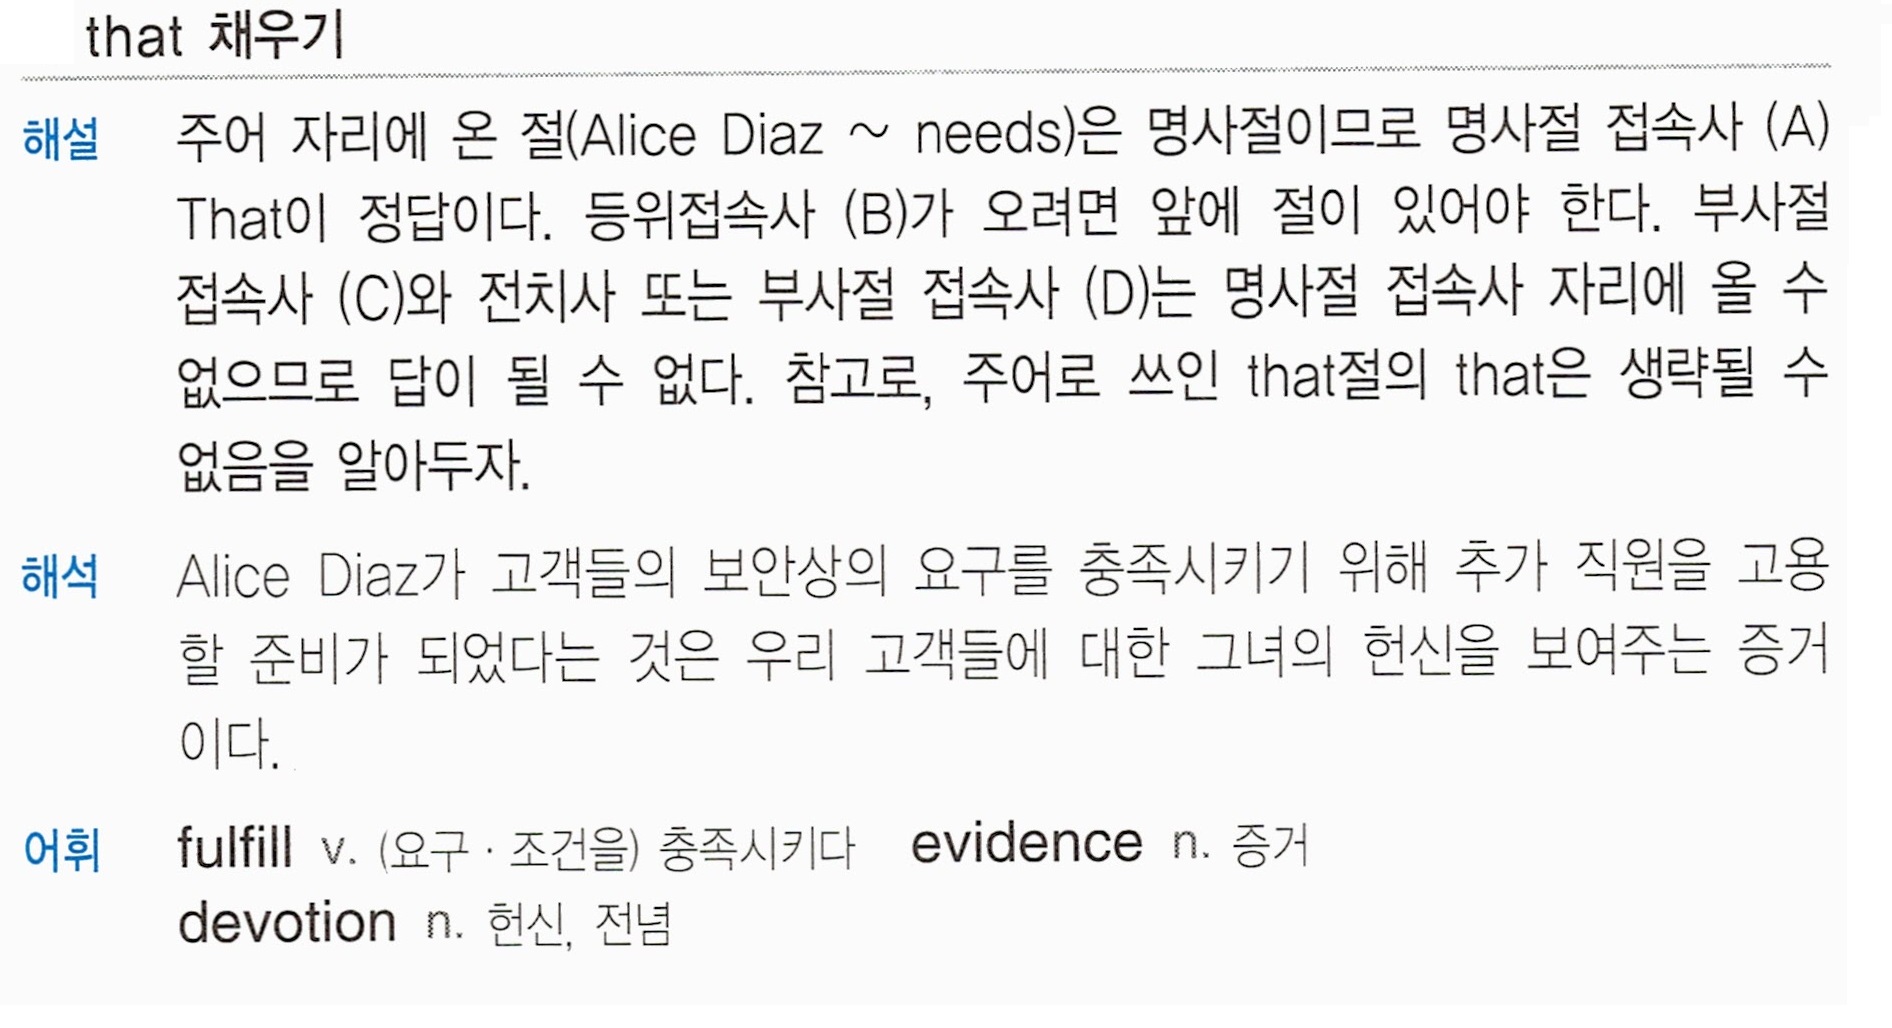 that 채우기
해설 주어 자리에 온 절(Alice Diaz ~ needs)은 명사절이므로 명사절 접속사 (A)
That이 정답이다. 등위접속사 (B)가 오려면 앞에 절이 있어야 한다. 부사절
접속사 (C)와 전치사 또는 부사절 접속사 (D)는 명사절 접속사 자리에 올 수
없으므로 답이 될 수 없다. 참고로, 주어로 쓰인 that절의 that은 생략될 수
없음을 알아두자.
해석 Alice Diaz가 고객들의 보안상의 요구를 충족시키기 위해 추가 직원을 고용
할 준비가 되었다는 것은 우리 고객들에 대한 그녀의 헌신을 보여주는 증거
이다.
어휘 fulfill v. (요구 · 조건을) 충족시키다 evidence n. 증거
devotion n. 헌신, 전념